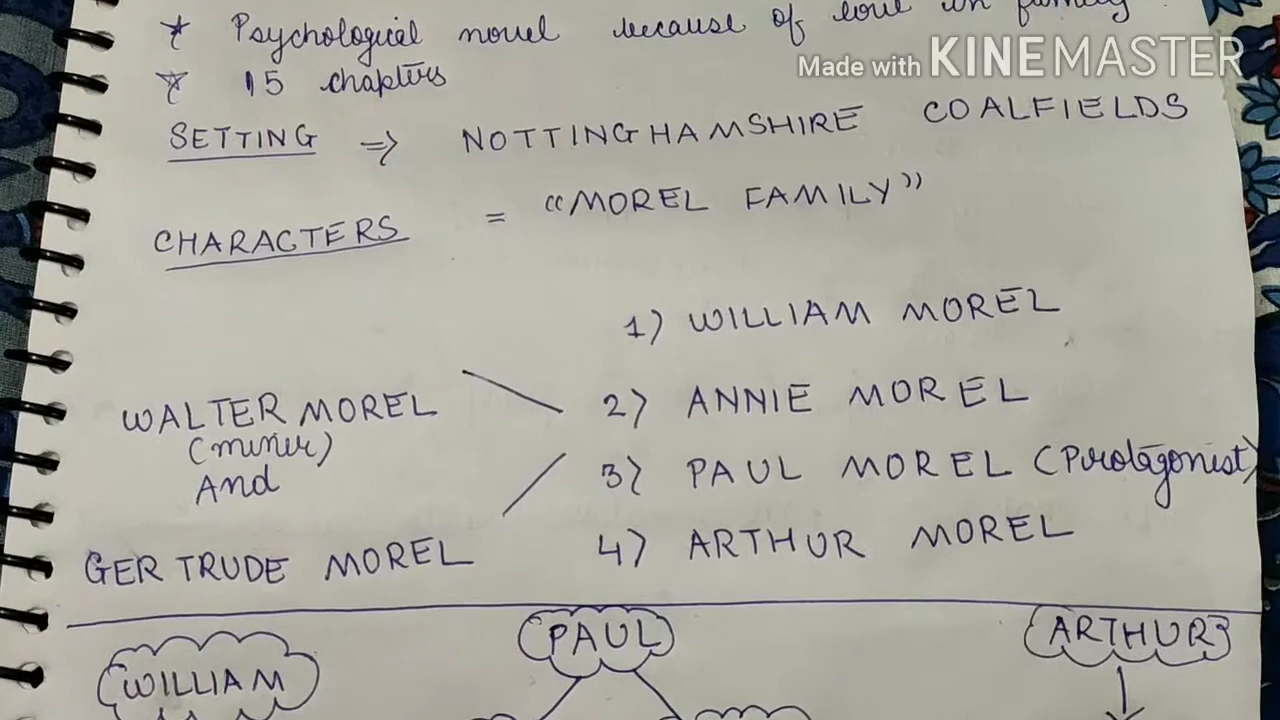 * Psychological novel because of love in family
Made with KINEMASTER
* 15 chapters
SETTING => NOTTINGHAMSHIRE COALFIELDS
CHARACTERS = "MOREL FAMILY"
1) WILLIAM MOREL
WALTER MOREL 2) ANNIE MOREL
(miner)
And 3) PAUL MOREL (Protagonist)
GERTRUDE MOREL 4) ARTHUR MOREL
WILLIAM PAUL ARTHUR